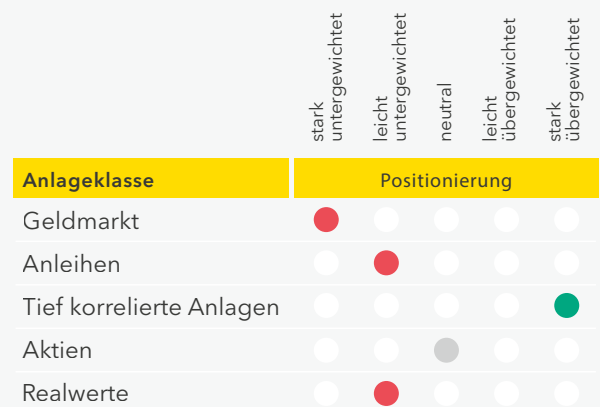 stark
untergewichtet
leicht
untergewichtet
neutral
leicht
übergewichtet
stark
übergewichtet
Anlageklasse Positionierung
Geldmarkt
Anleihen
Tief korrelierte Anlagen
Aktien
Realwerte